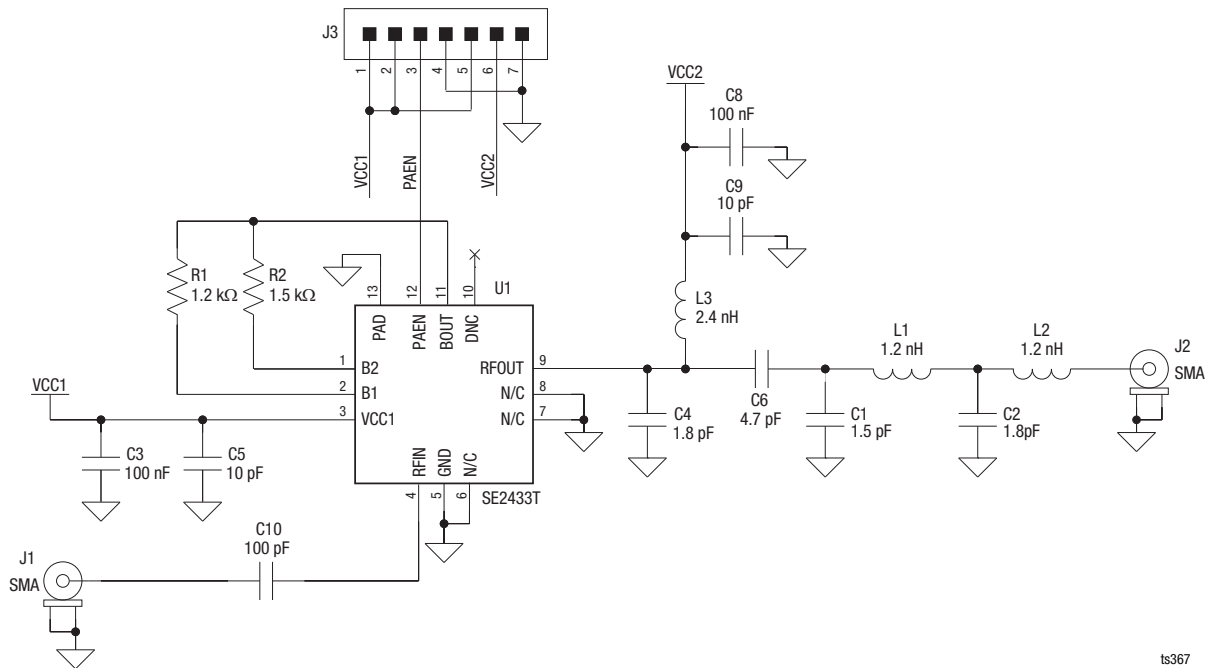 J3
1 2 3 4 5 6 7
VCC1
PAEN
VCC2
VCC2
C8
100 nF
C9
10 pF
R1
1.2 kΩ
R2
1.5 kΩ
L3
2.4 nH
U1
13 12 11 10
PAD PAEN BOUT DNC
1 B2
2 B1
3 VCC1
RFOUT 9
N/C 8
N/C 7
RFIN GND N/C
4 5 6
SE2433T
VCC1
C3
100 nF
C5
10 pF
C4
1.8 pF
C6
4.7 pF
C1
1.5 pF
L1
1.2 nH
C2
1.8pF
L2
1.2 nH
J2
SMA
C10
100 pF
J1
SMA
ts367